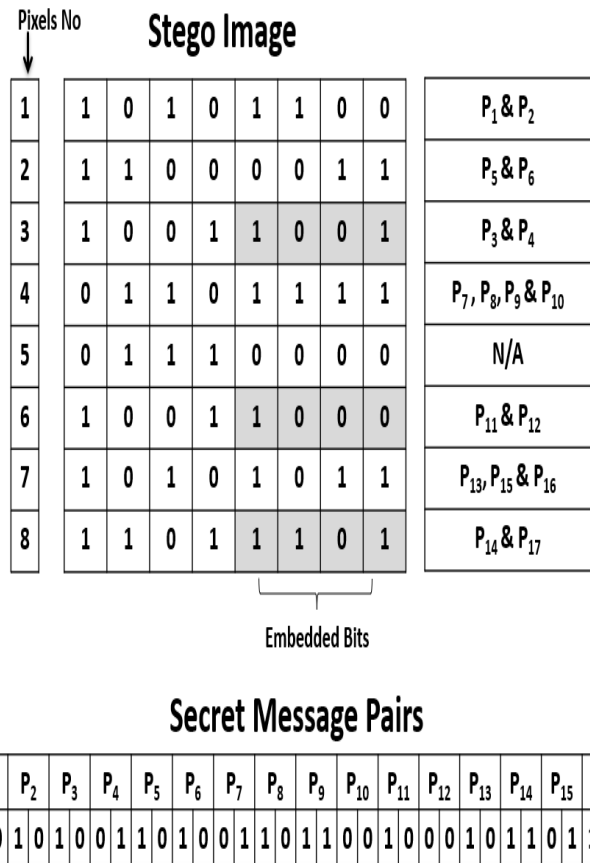 Pixels No
Stego Image
1 1 0 1 0 1 1 0 0 P₁ & P₂
2 1 1 0 0 0 0 1 1 P₅ & P₆
3 1 0 0 1 1 0 0 1 P₃ & P₄
4 0 1 1 0 1 1 1 1 P₇, P₈, P₉ & P₁₀
5 0 1 1 1 0 0 0 0 N/A
6 1 0 0 1 1 0 0 0 P₁₁ & P₁₂
7 1 0 1 0 1 0 1 1 P₁₃, P₁₅ & P₁₆
8 1 1 0 1 1 1 0 1 P₁₄ & P₁₇
Embedded Bits
Secret Message Pairs
P₂ P₃ P₄ P₅ P₆ P₇ P₈ P₉ P₁₀ P₁₁ P₁₂ P₁₃ P₁₄ P₁₅
1 0 1 0 0 1 1 0 1 0 0 1 1 0 1 1 0 0 1 0 0 0 1 0 1 1 0 1